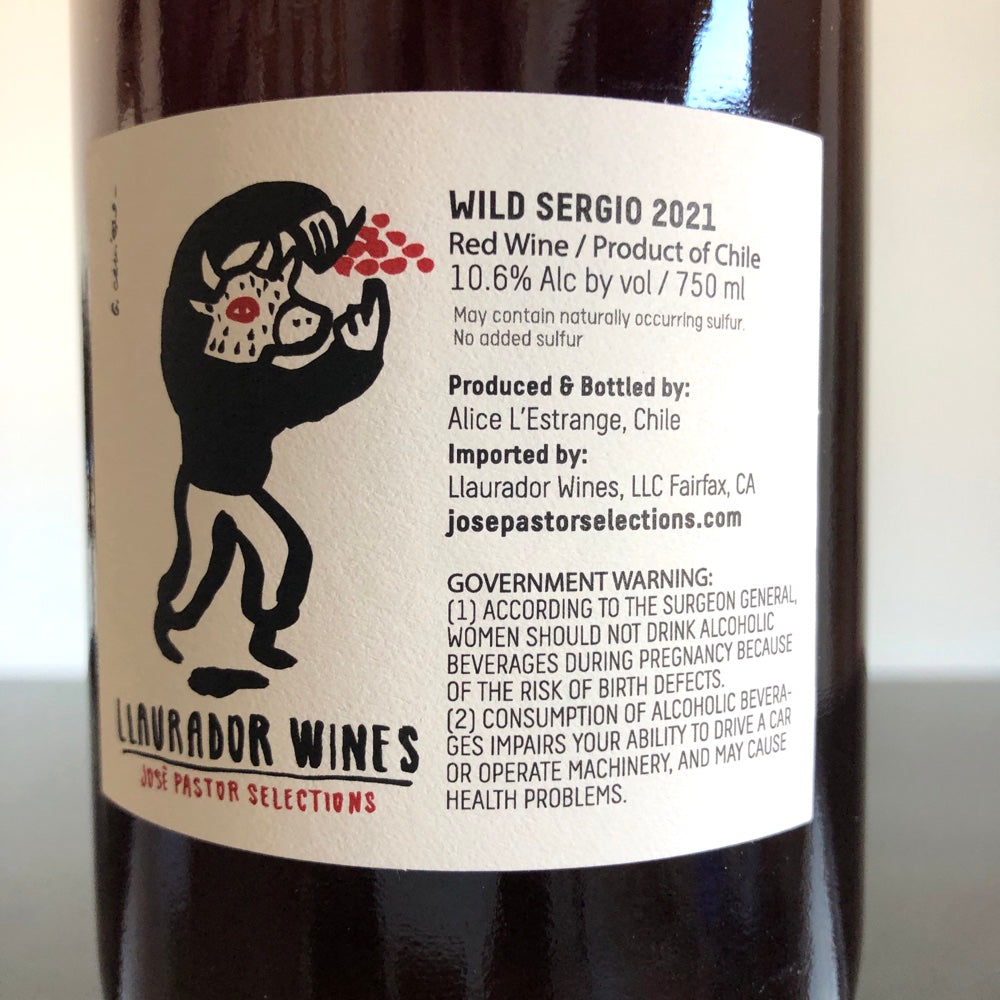 WILD SERGIO 2021
Red Wine / Product of Chile
10.6% Alc by vol / 750 ml
May contain naturally occurring sulfur.
No added sulfur
Produced & Bottled by:
Alice L'Estrange, Chile
Imported by:
Llaurador Wines, LLC Fairfax, CA
josepastorselections.com
GOVERNMENT WARNING:
(1) ACCORDING TO THE SURGEON GENERAL,
WOMEN SHOULD NOT DRINK ALCOHOLIC
BEVERAGES DURING PREGNANCY BECAUSE
OF THE RISK OF BIRTH DEFECTS.
(2) CONSUMPTION OF ALCOHOLIC BEVERA-
GES IMPAIRS YOUR ABILITY TO DRIVE A CAR
OR OPERATE MACHINERY, AND MAY CAUSE
HEALTH PROBLEMS.
LLAURADOR WINES
JOSÈ PASTOR SELECTIONS